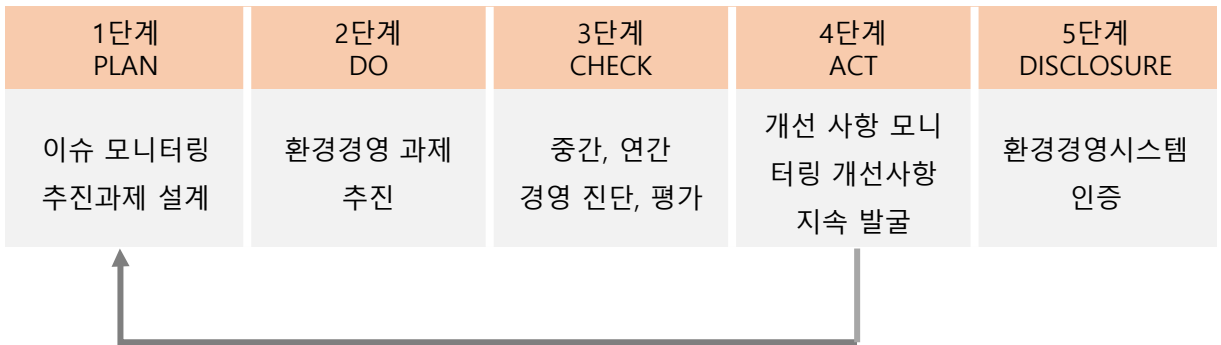 1단계
PLAN
2단계
DO
3단계
CHECK
4단계
ACT
5단계
DISCLOSURE
이슈 모니터링
추진과제 설계
환경경영 과제
추진
중간, 연간
경영 진단, 평가
개선 사항 모니
터링 개선사항
지속 발굴
환경경영시스템
인증